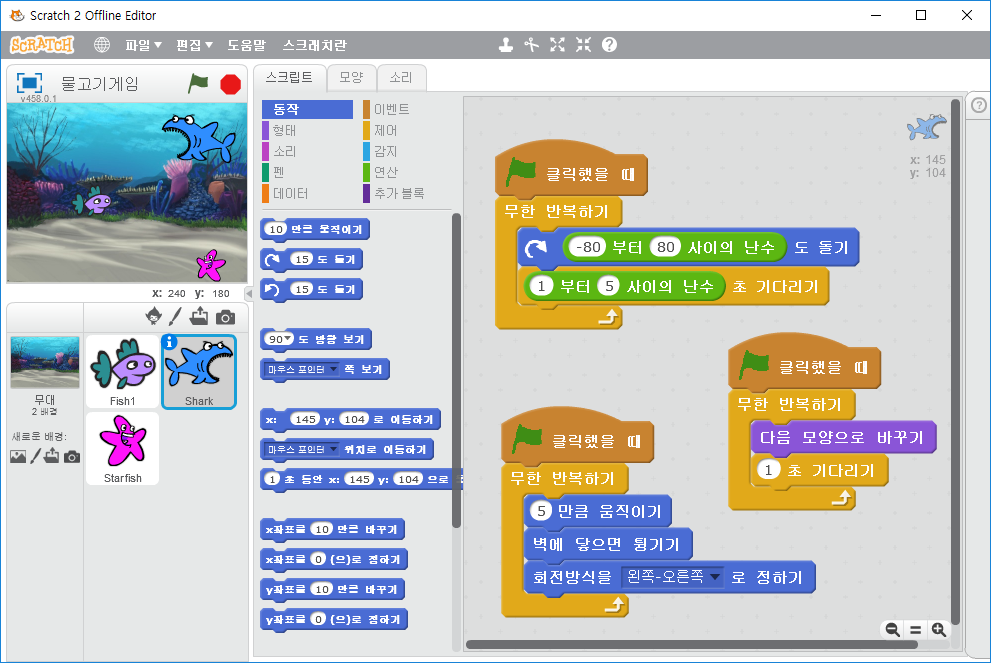 Scratch 2 Offline Editor
SCRATCH 파일▼ 편집▼ 도움말 스크래치란
v458.0.1
물고기게임
x: 240 y: 180
무대
2 배경
새로운 배경:
Fish1
Shark
Starfish
스크립트 모양 소리
동작 이벤트
형태 제어
소리 감지
펜 연산
데이터 추가 블록
10 만큼 움직이기
15 도 돌기
15 도 돌기
90▼ 도 방향 보기
마우스 포인터 ▼ 쪽 보기
x: 145 y: 104 로 이동하기
마우스 포인터 ▼ 위치로 이동하기
1 초 동안 x: 145 y: 104 으로
x좌표를 10 만큼 바꾸기
x좌표를 0 (으)로 정하기
y좌표를 10 만큼 바꾸기
y좌표를 0 (으)로 정하기
x: 145
y: 104
클릭했을 때
무한 반복하기
-80 부터 80 사이의 난수 도 돌기
1 부터 5 사이의 난수 초 기다리기
클릭했을 때
무한 반복하기
다음 모양으로 바꾸기
1 초 기다리기
클릭했을 때
무한 반복하기
5 만큼 움직이기
벽에 닿으면 튕기기
회전방식을 왼쪽-오른쪽 ▼ 로 정하기